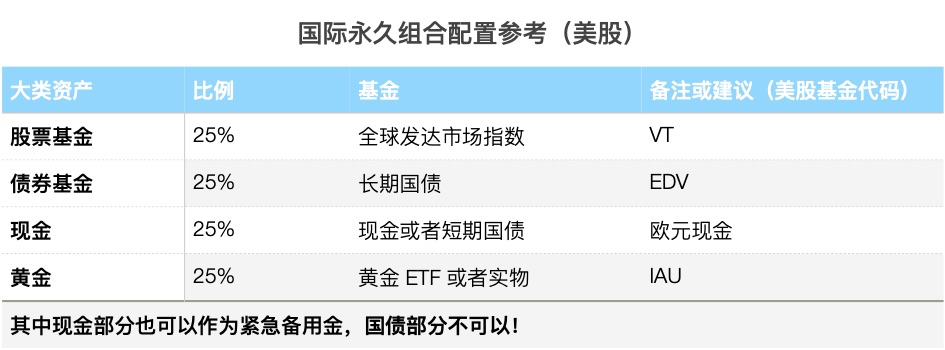 国际永久组合配置参考（美股）
大类资产 比例 基金 备注或建议（美股基金代码）
股票基金 25% 全球发达市场指数 VT
债券基金 25% 长期国债 EDV
现金 25% 现金或者短期国债 欧元现金
黄金 25% 黄金 ETF 或者实物 IAU
其中现金部分也可以作为紧急备用金，国债部分不可以！